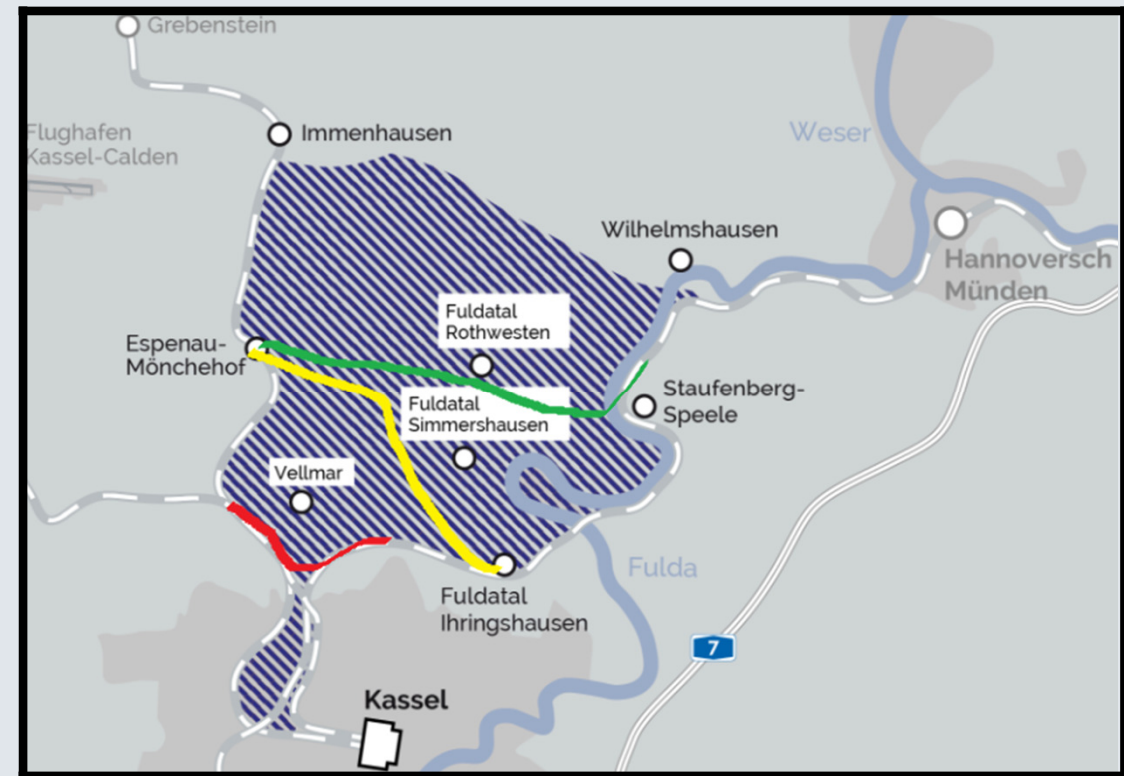 Grebenstein
Immenhausen
Flughafen
Kassel-Calden
Weser
Wilhelmshausen
Hannoversch
Münden
Fuldatal
Rothwesten
Espenau-
Mönchehof
Fuldatal
Simmershausen
Staufenberg-
Speele
Vellmar
Fulda
Fuldatal
Ihringshausen
7
Kassel